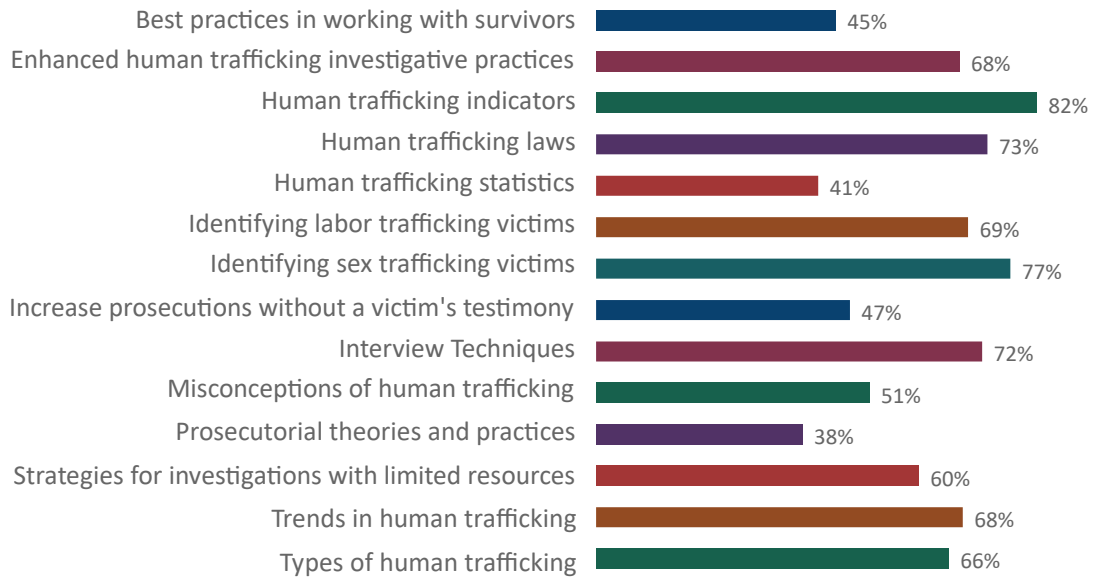 Best practices in working with survivors 45%
Enhanced human trafficking investigative practices 68%
Human trafficking indicators 82%
Human trafficking laws 73%
Human trafficking statistics 41%
Identifying labor trafficking victims 69%
Identifying sex trafficking victims 77%
Increase prosecutions without a victim's testimony 47%
Interview Techniques 72%
Misconceptions of human trafficking 51%
Prosecutorial theories and practices 38%
Strategies for investigations with limited resources 60%
Trends in human trafficking 68%
Types of human trafficking 66%